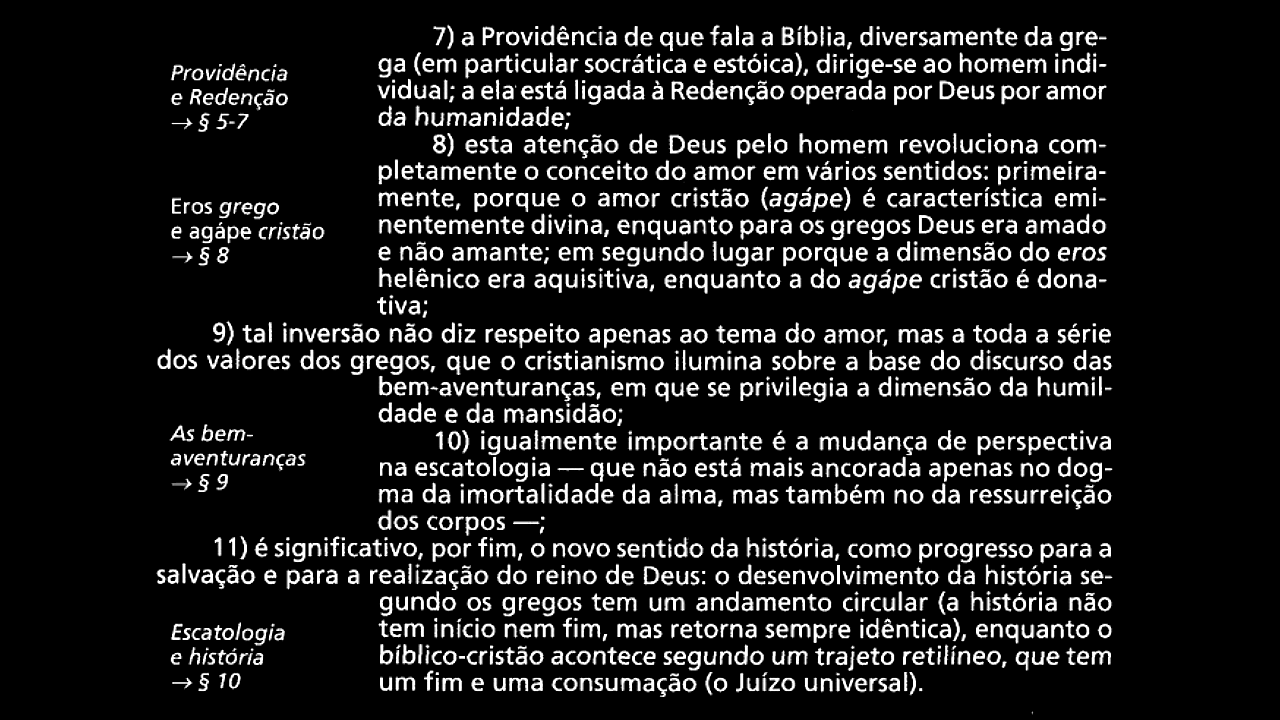 7) a Providência de que fala a Bíblia, diversamente da gre-
Providência
e Redenção
→ § 5-7
ga (em particular socrática e estóica), dirige-se ao homem indi-
vidual; a ela está ligada à Redenção operada por Deus por amor
da humanidade;
8) esta atenção de Deus pelo homem revoluciona com-
pletamente o conceito do amor em vários sentidos: primeira-
Eros grego
e agápe cristão
→ § 8
mente, porque o amor cristão (agápe) é característica emi-
nentemente divina, enquanto para os gregos Deus era amado
e não amante; em segundo lugar porque a dimensão do eros
helênico era aquisitiva, enquanto a do agápe cristão é dona-
tiva;
9) tal inversão não diz respeito apenas ao tema do amor, mas a toda a série
dos valores dos gregos, que o cristianismo ilumina sobre a base do discurso das
bem-aventuranças, em que se privilegia a dimensão da humil-
dade e da mansidão;
As bem-
aventuranças
→ § 9
10) igualmente importante é a mudança de perspectiva
na escatologia — que não está mais ancorada apenas no dog-
ma da imortalidade da alma, mas também no da ressurreição
dos corpos —;
11) é significativo, por fim, o novo sentido da história, como progresso para a
salvação e para a realização do reino de Deus: o desenvolvimento da história se-
gundo os gregos tem um andamento circular (a história não
Escatologia
e história
→ § 10
tem início nem fim, mas retorna sempre idêntica), enquanto o
bíblico-cristão acontece segundo um trajeto retilíneo, que tem
um fim e uma consumação (o Juízo universal).